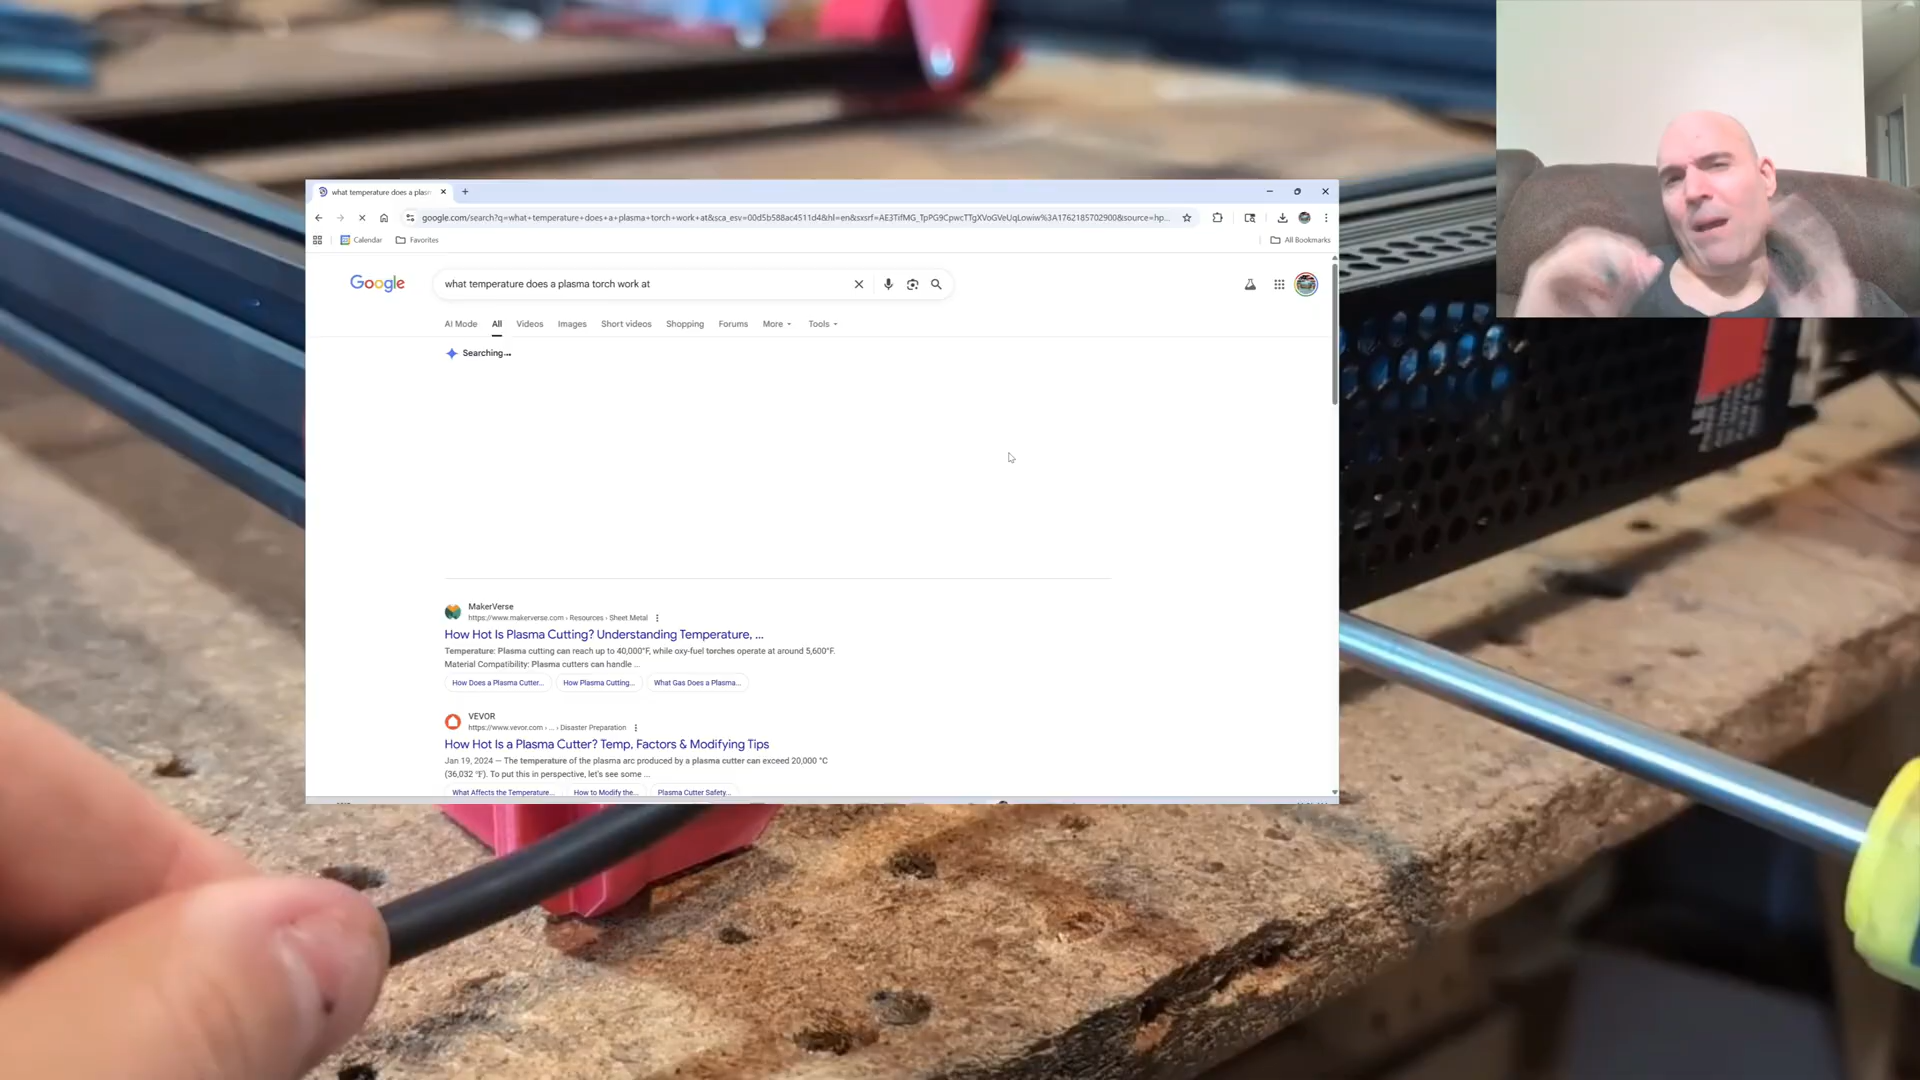 what temperature does a plasm
google.com/search?q=what+temperature+does+a+plasma+torch+work+at&sca_esv=00d5b588ac4511d4&hl=en&sxsrf=AE3TifMG_TpPG9CpwcTTgXVoGVeUqLowiw%3A1762185702900&source=hp...
Calendar Favorites All Bookmarks
Google what temperature does a plasma torch work at
AI Mode All Videos Images Short videos Shopping Forums More Tools
Searching...
MakerVerse
https://www.makerverse.com › Resources › Sheet Metal
How Hot Is Plasma Cutting? Understanding Temperature, ...
Temperature: Plasma cutting can reach up to 40,000°F, while oxy-fuel torches operate at around 5,600°F.
Material Compatibility: Plasma cutters can handle ...
How Does a Plasma Cutter... How Plasma Cutting... What Gas Does a Plasma...
VEVOR
https://www.vevor.com › ... › Disaster Preparation
How Hot Is a Plasma Cutter? Temp, Factors & Modifying Tips
Jan 19, 2024 — The temperature of the plasma arc produced by a plasma cutter can exceed 20,000 °C
(36,032 °F). To put this in perspective, let's see some ...
What Affects the Temperature... How to Modify the... Plasma Cutter Safety...